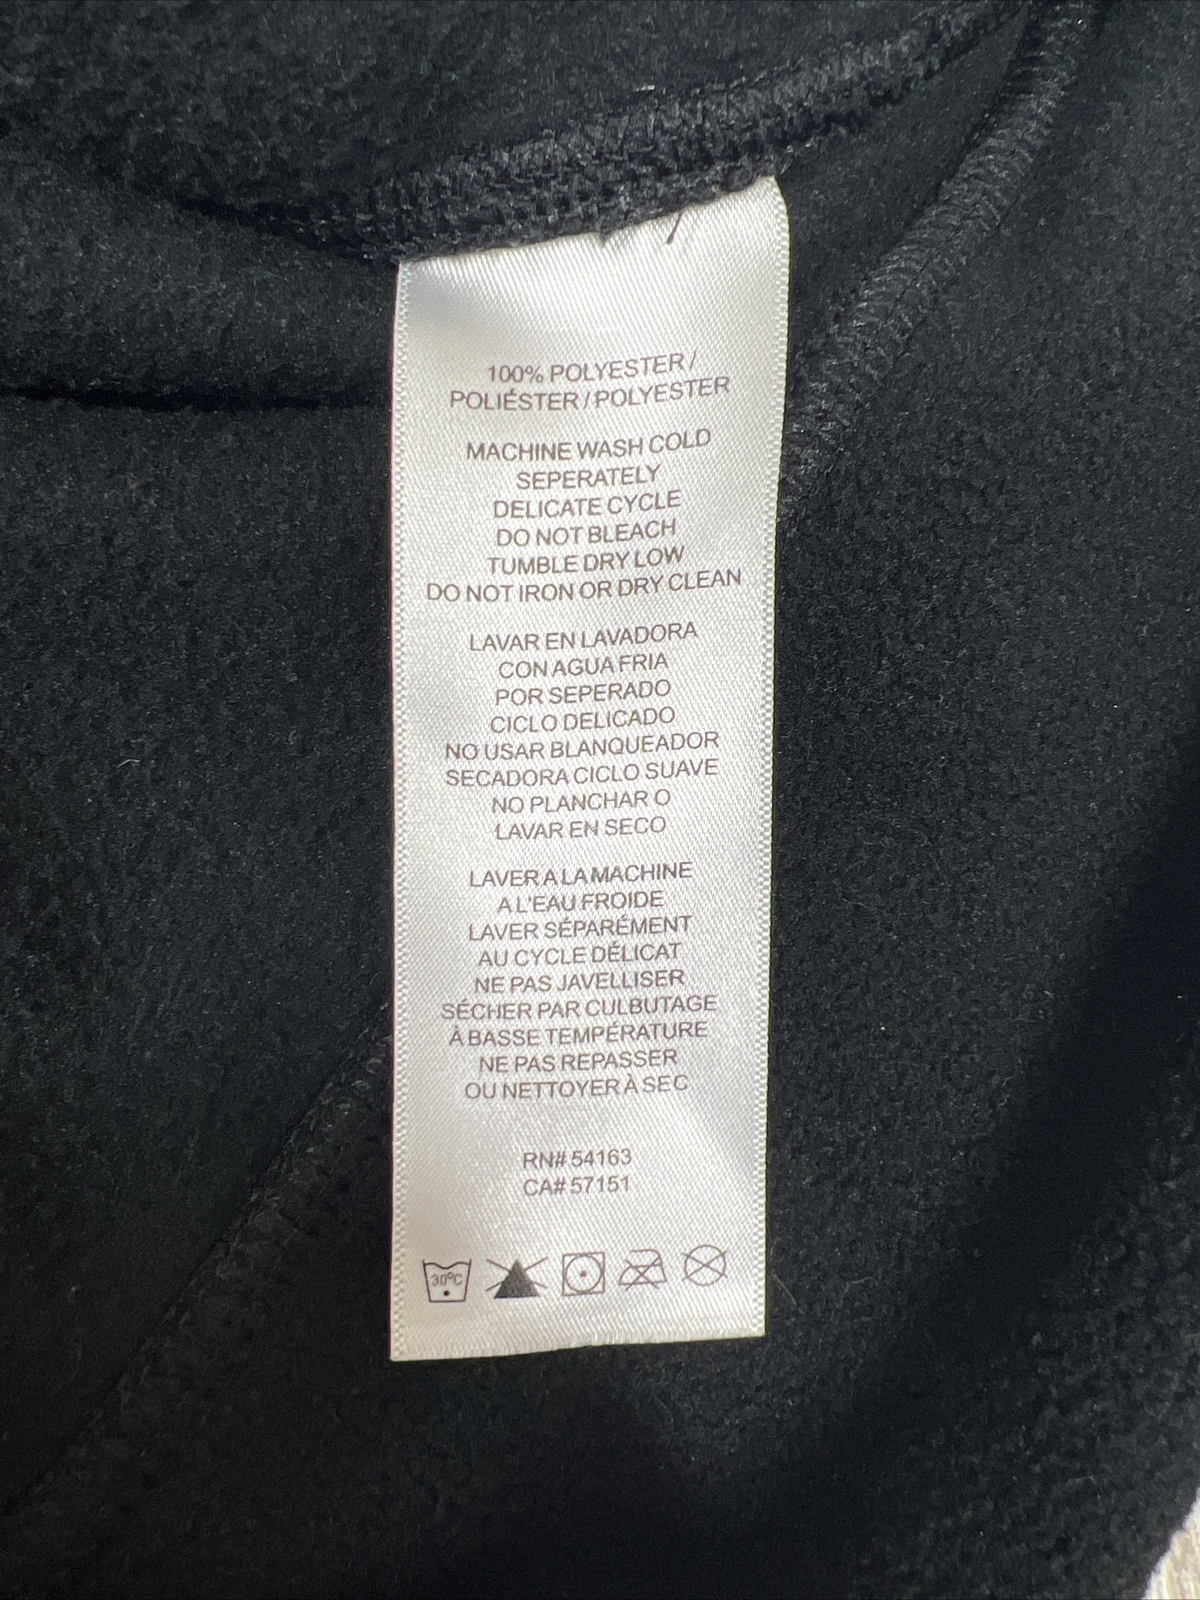 100% POLYESTER /
POLIÉSTER / POLYESTER
MACHINE WASH COLD
SEPERATELY
DELICATE CYCLE
DO NOT BLEACH
TUMBLE DRY LOW
DO NOT IRON OR DRY CLEAN
LAVAR EN LAVADORA
CON AGUA FRIA
POR SEPERADO
CICLO DELICADO
NO USAR BLANQUEADOR
SECADORA CICLO SUAVE
NO PLANCHAR O
LAVAR EN SECO
LAVER A LA MACHINE
A L'EAU FROIDE
LAVER SÉPARÉMENT
AU CYCLE DÉLICAT
NE PAS JAVELLISER
SÉCHER PAR CULBUTAGE
À BASSE TEMPÉRATURE
NE PAS REPASSER
OU NETTOYER À SEC
RN# 54163
CA# 57151
30°C